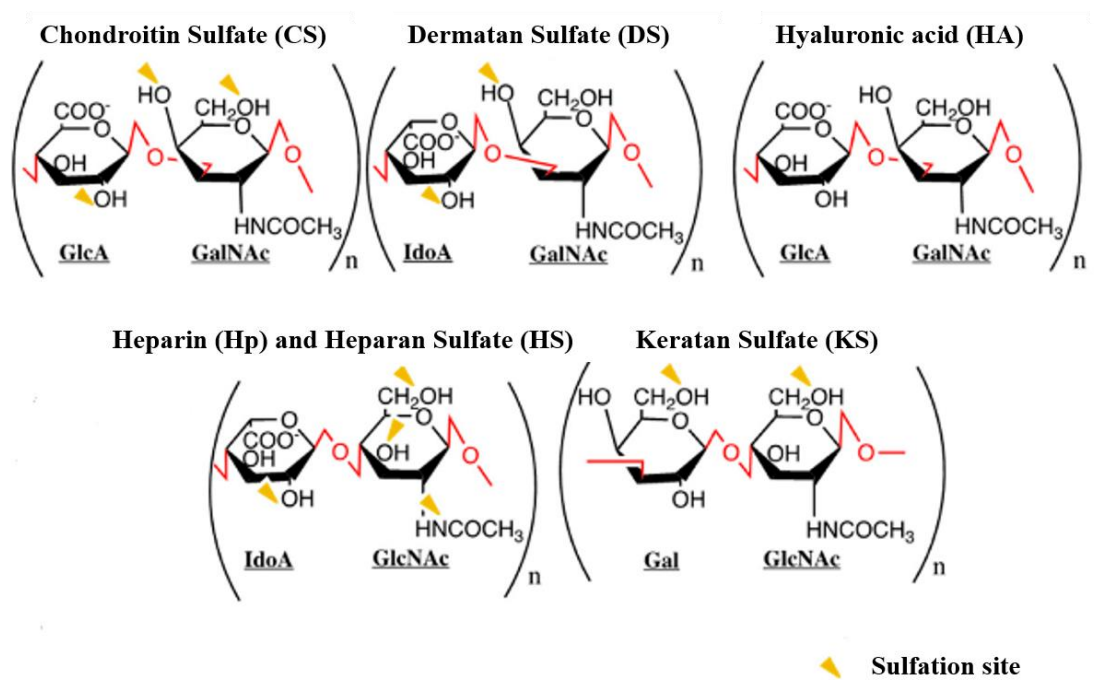 Chondroitin Sulfate (CS)
Dermatan Sulfate (DS)
Hyaluronic acid (HA)
HO
CH₂OH
COO⁻
O
OH
O
O
OH
O
HNCOCH₃
GlcA
GalNAc
n
HO
CH₂OH
O
COO⁻
OH
O
O
OH
O
HNCOCH₃
IdoA
GalNAc
n
HO
CH₂OH
COO⁻
O
OH
O
O
OH
O
HNCOCH₃
GlcA
GalNAc
n
Heparin (Hp) and Heparan Sulfate (HS)
Keratan Sulfate (KS)
CH₂OH
O
COO⁻
OH
O
O
OH
OH
O
HNCOCH₃
IdoA
GlcNAc
n
HO
CH₂OH
O
OH
O
CH₂OH
O
OH
O
HNCOCH₃
Gal
GlcNAc
n
Sulfation site